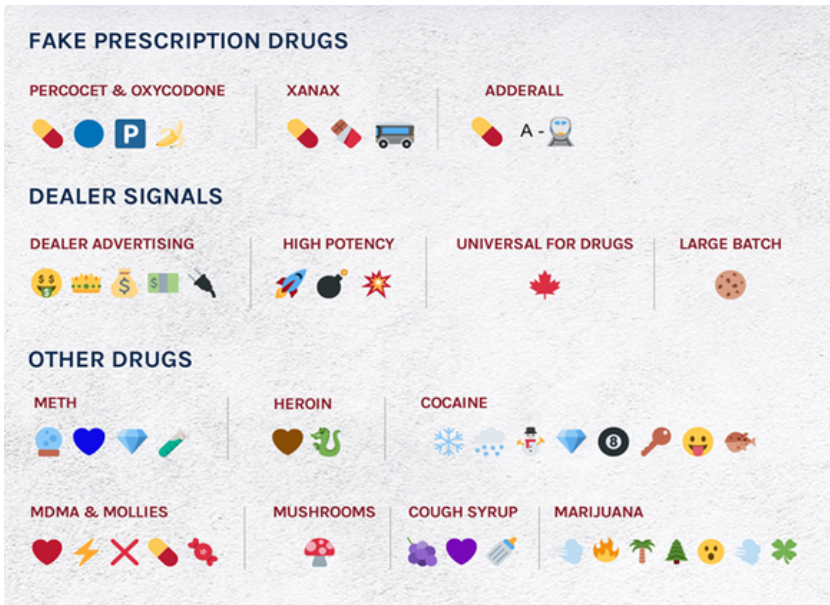 FAKE PRESCRIPTION DRUGS
PERCOCET & OXYCODONE XANAX ADDERALL
P A -
DEALER SIGNALS
DEALER ADVERTISING HIGH POTENCY UNIVERSAL FOR DRUGS LARGE BATCH
$ $ $ $ $
OTHER DRUGS
METH HEROIN COCAINE
8
MDMA & MOLLIES MUSHROOMS COUGH SYRUP MARIJUANA